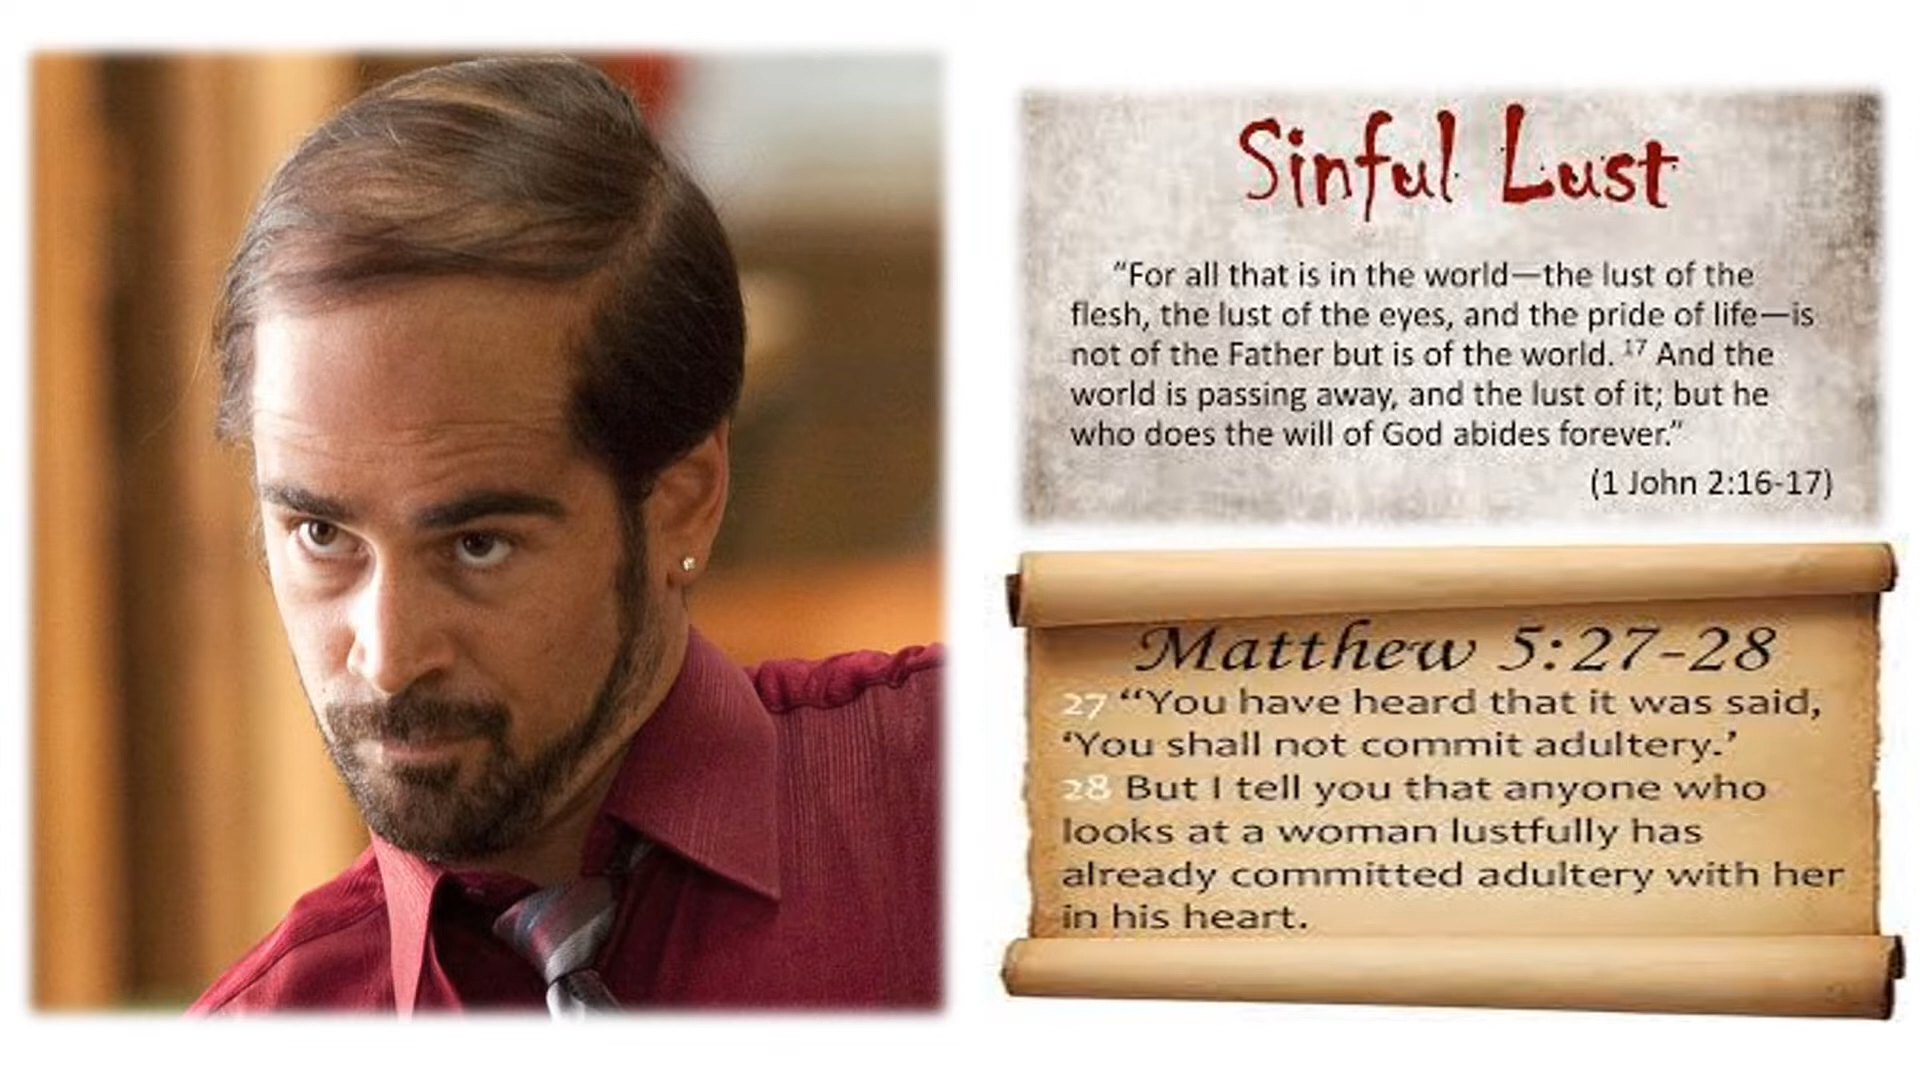 Sinful Lust
“For all that is in the world—the lust of the
flesh, the lust of the eyes, and the pride of life—is
not of the Father but is of the world. 17 And the
world is passing away, and the lust of it; but he
who does the will of God abides forever.”
(1 John 2:16-17)
Matthew 5:27-28
27 “You have heard that it was said,
‘You shall not commit adultery.’
28 But I tell you that anyone who
looks at a woman lustfully has
already committed adultery with her
in his heart.